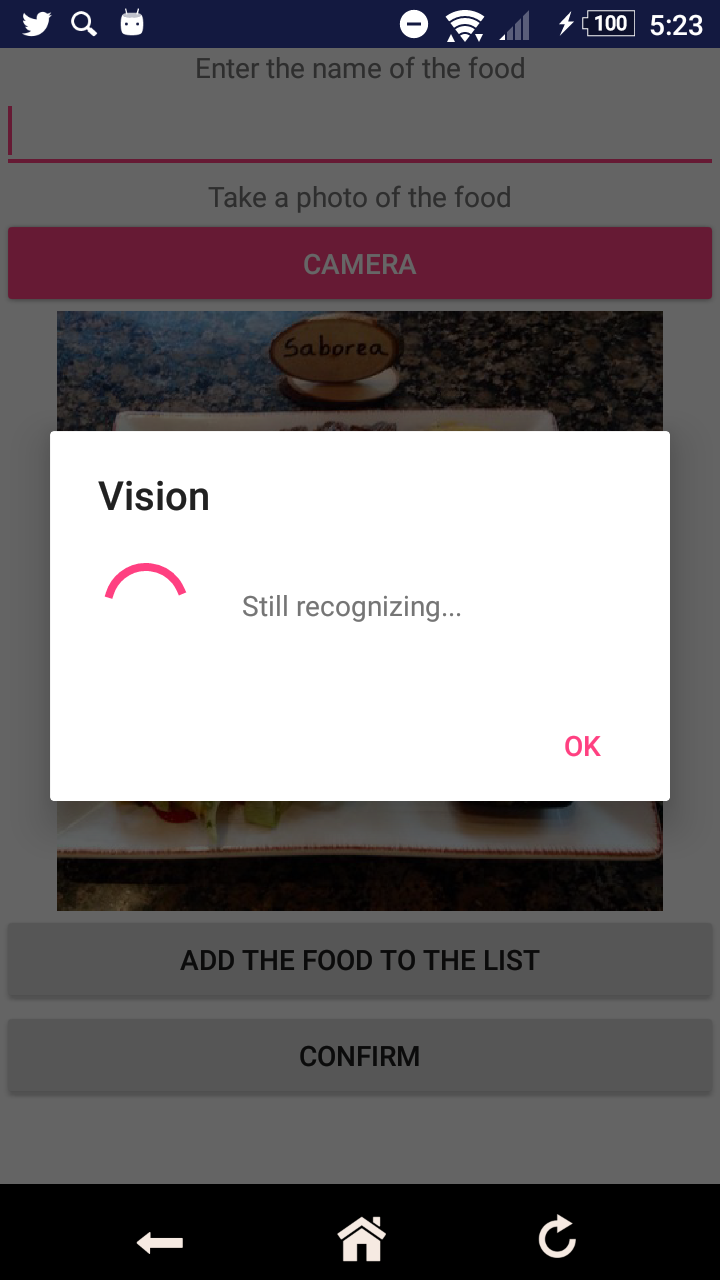 100 5:23
Enter the name of the food
Take a photo of the food
CAMERA
Saborea
Vision
Still recognizing...
OK
ADD THE FOOD TO THE LIST
CONFIRM